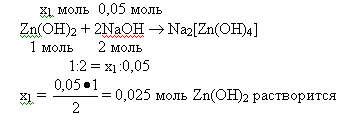 x₁ моль 0,05 моль
Zn(OH)₂ + 2NaOH → Na₂[Zn(OH)₄]
1 моль 2 моль
1:2 = x₁:0,05
x₁ = 0,05●1 / 2 = 0,025 моль Zn(OH)₂ растворится